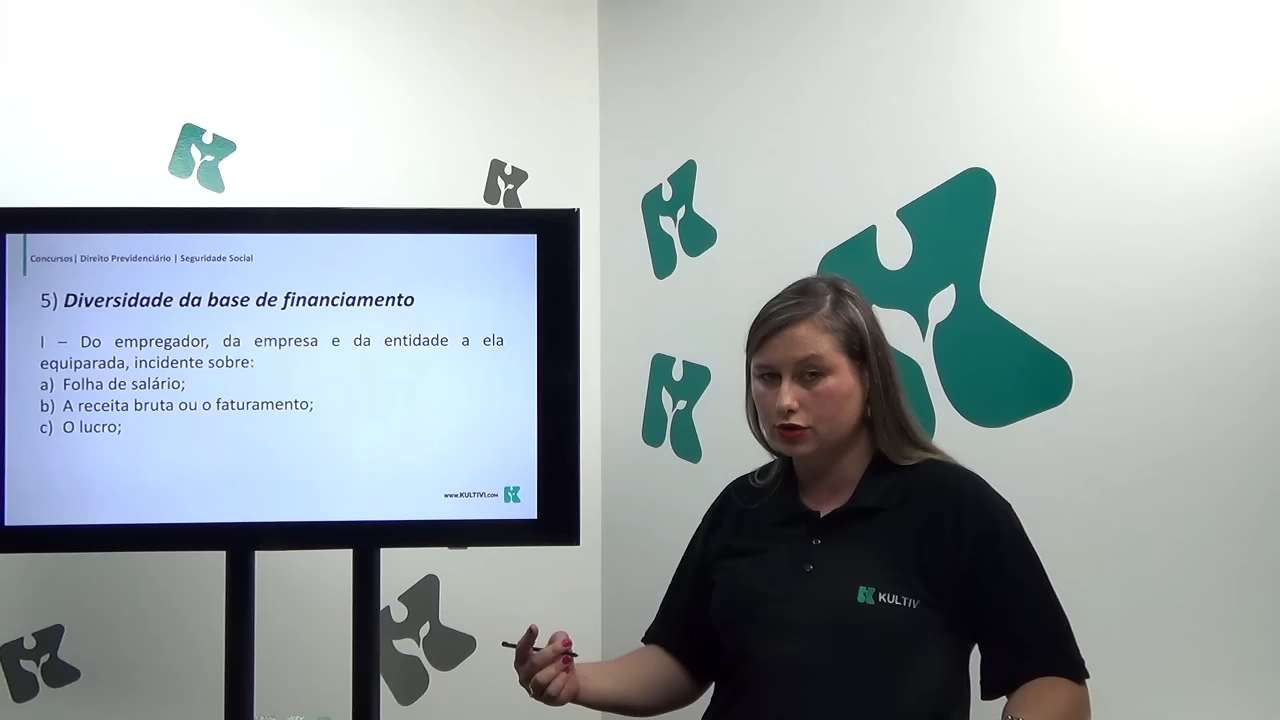 Concursos| Direito Previdenciário | Seguridade Social
5) Diversidade da base de financiamento
I – Do empregador, da empresa e da entidade a ela
equiparada, incidente sobre:
a) Folha de salário;
b) A receita bruta ou o faturamento;
c) O lucro;
www.KULTIVI.COM
KULTIV